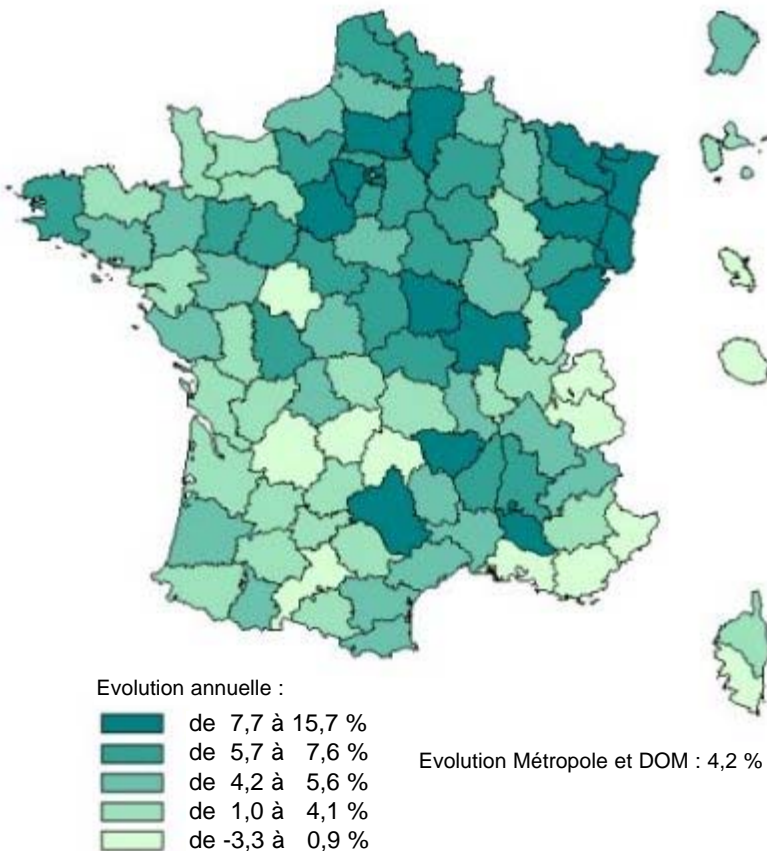 Evolution annuelle :
de 7,7 à 15,7 %
de 5,7 à 7,6 %
de 4,2 à 5,6 %
de 1,0 à 4,1 %
de -3,3 à 0,9 %
Evolution Métropole et DOM : 4,2 %